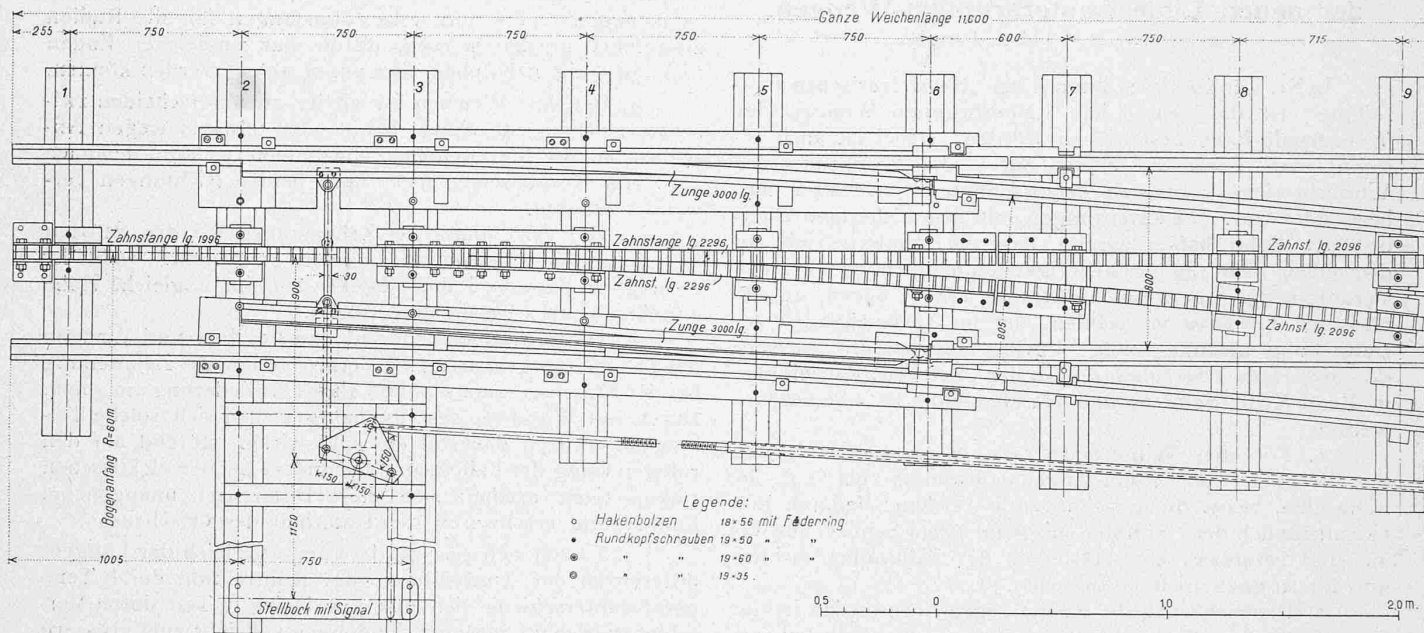 Ganze Weichenlänge 11000
255 750 750 750 750 750 600 750 715
1 2 3 4 5 6 7 8 9
Zunge 3000 lg.
Zahnstange lg. 1996
Zahnstange lg. 2296
Zahnst. lg. 2096
Zahnst. lg. 2296
30
900
800
805
Zahnst. lg. 2096
Zunge 3000 lg.
Bogenanfang R=60m
150
150
150
1150
1005 750
Stellbock mit Signal
Legende:
Hakenbolzen 18×56 mit Federring
Rundkopfschrauben 19×50 " "
" " 19×60 "
19×35.
0,5 0 1,0 2,0 m.